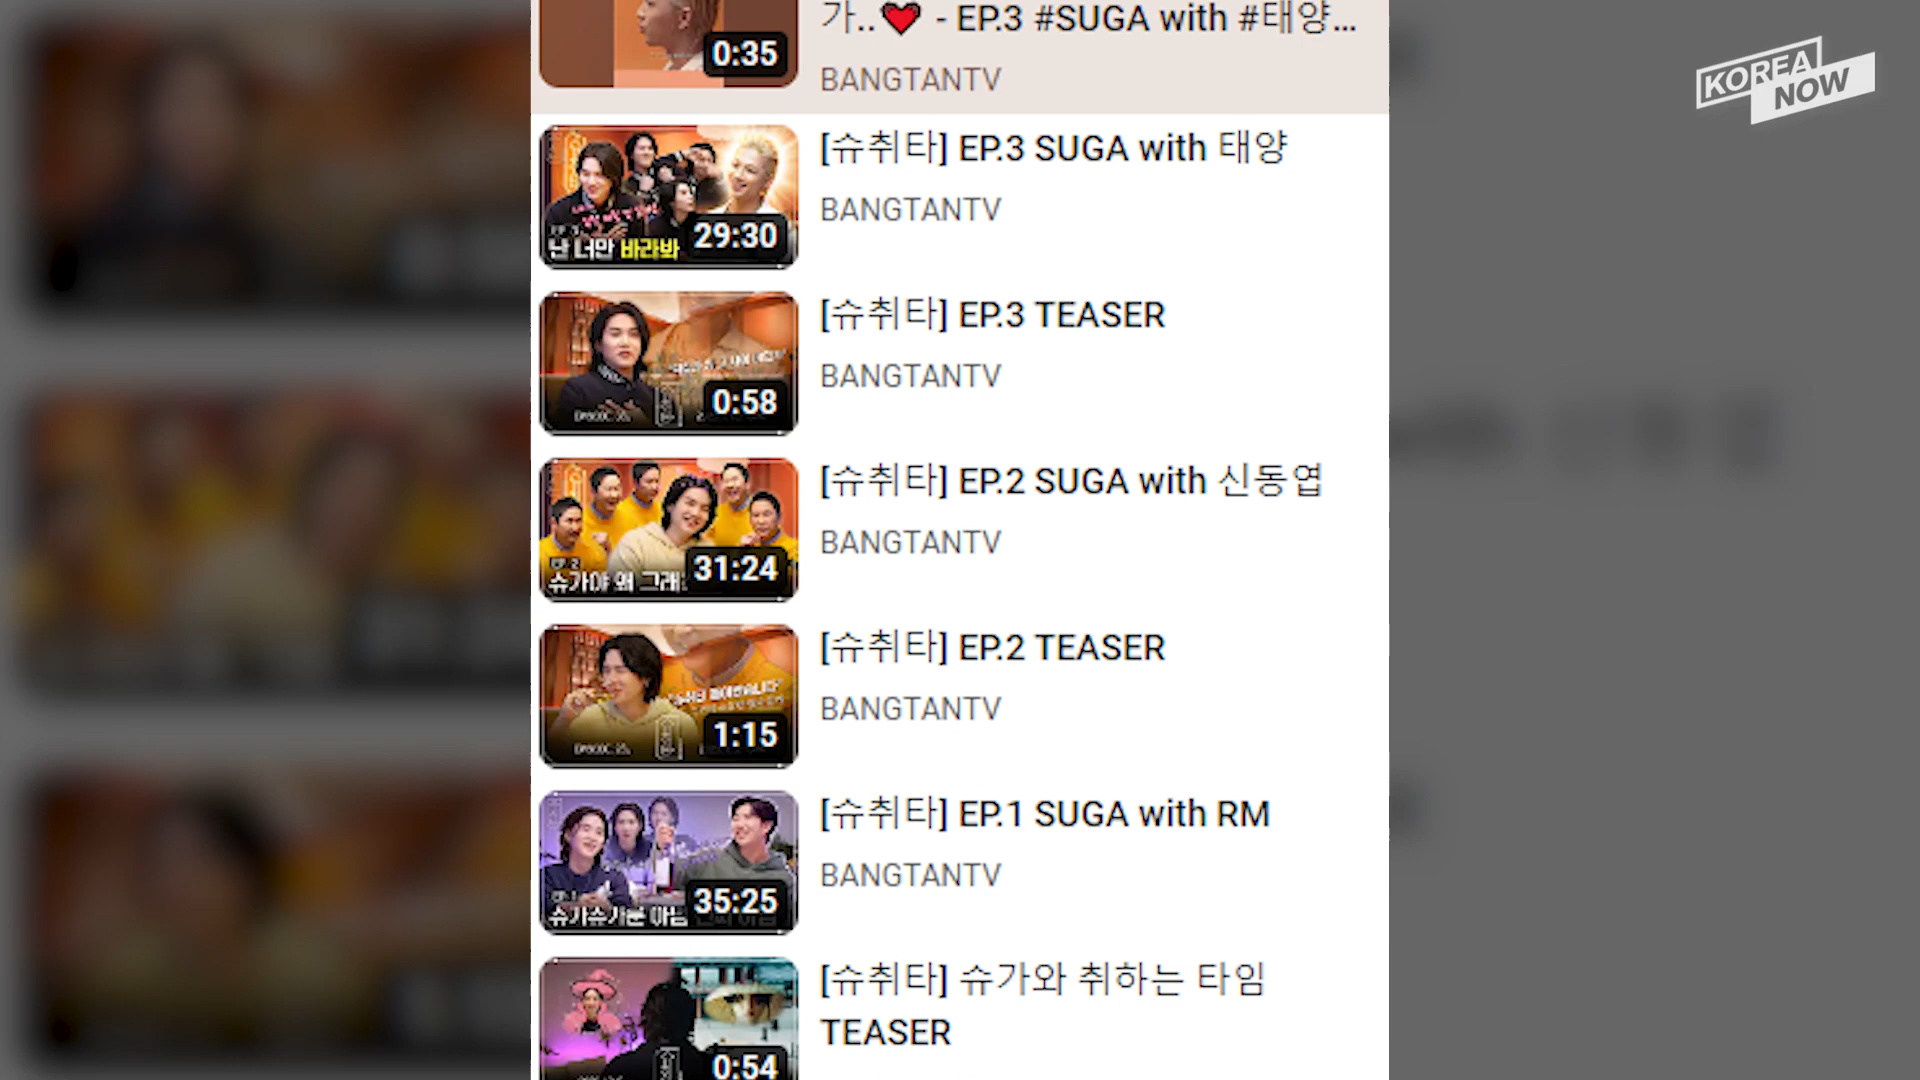 가..❤ - EP.3 #SUGA with #태양...
0:35
BANGTANTV
KOREA
NOW
[슈취타] EP.3 SUGA with 태양
BANGTANTV
난 너만 바라봐
29:30
[슈취타] EP.3 TEASER
BANGTANTV
0:58
[슈취타] EP.2 SUGA with 신동엽
BANGTANTV
EP.2
슈가야 왜 그래
31:24
[슈취타] EP.2 TEASER
BANGTANTV
1:15
[슈취타] EP.1 SUGA with RM
BANGTANTV
35:25
[슈취타] 슈가와 취하는 타임
TEASER
0:54